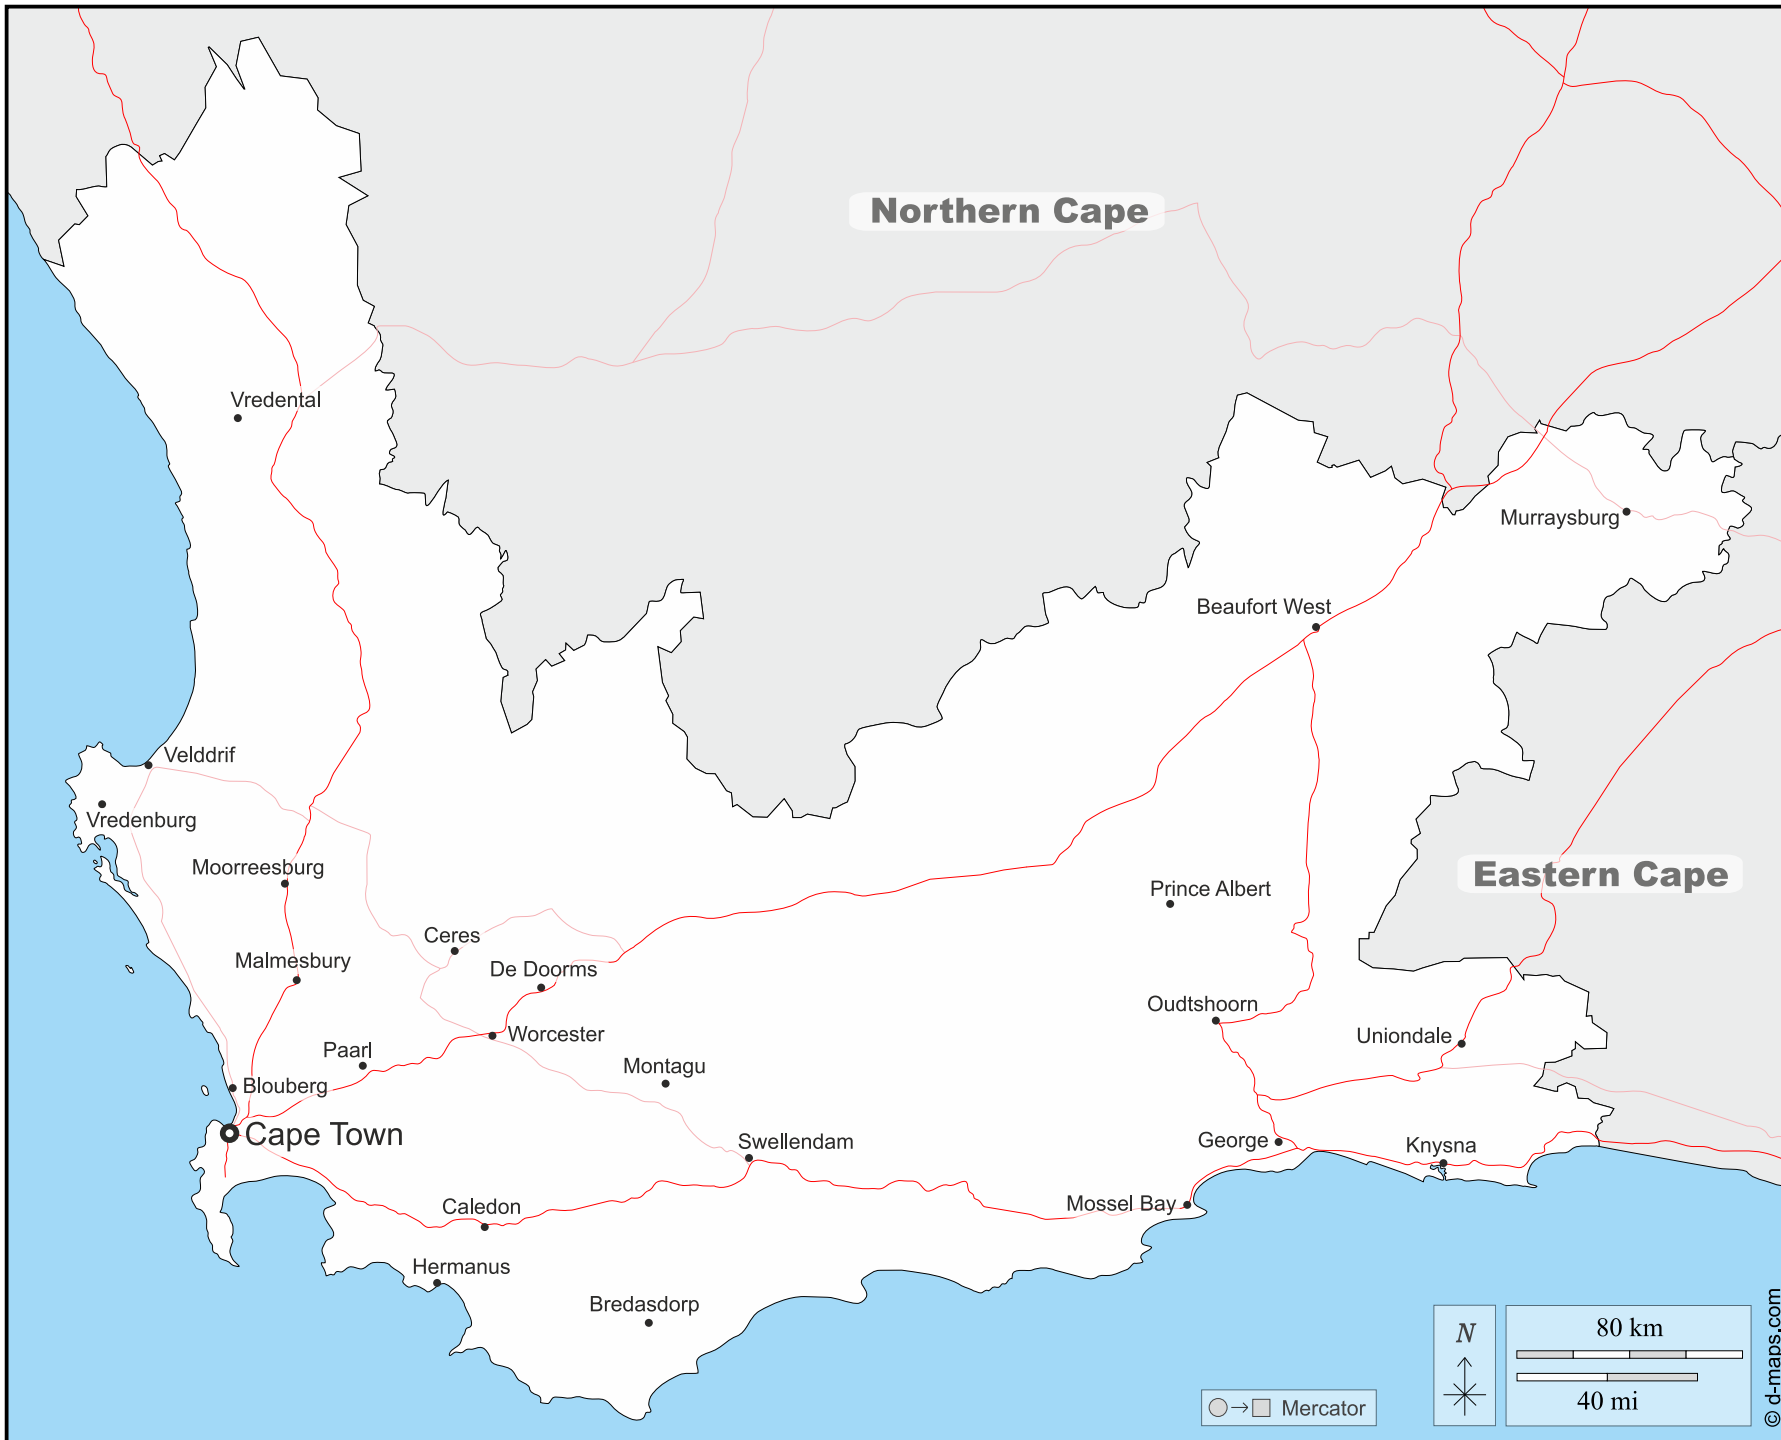 Northern Cape
Vredental
Murraysburg
Beaufort West
Velddrif
Vredenburg
Moorreesburg
Eastern Cape
Prince Albert
Ceres
Malmesbury
De Doorms
Oudtshoorn
Worcester
Uniondale
Paarl
Montagu
Blouberg
Cape Town
Swellendam
George
Knysna
Caledon
Mossel Bay
Hermanus
Bredasdorp
N
80 km
40 mi
Mercator
© d-maps.com